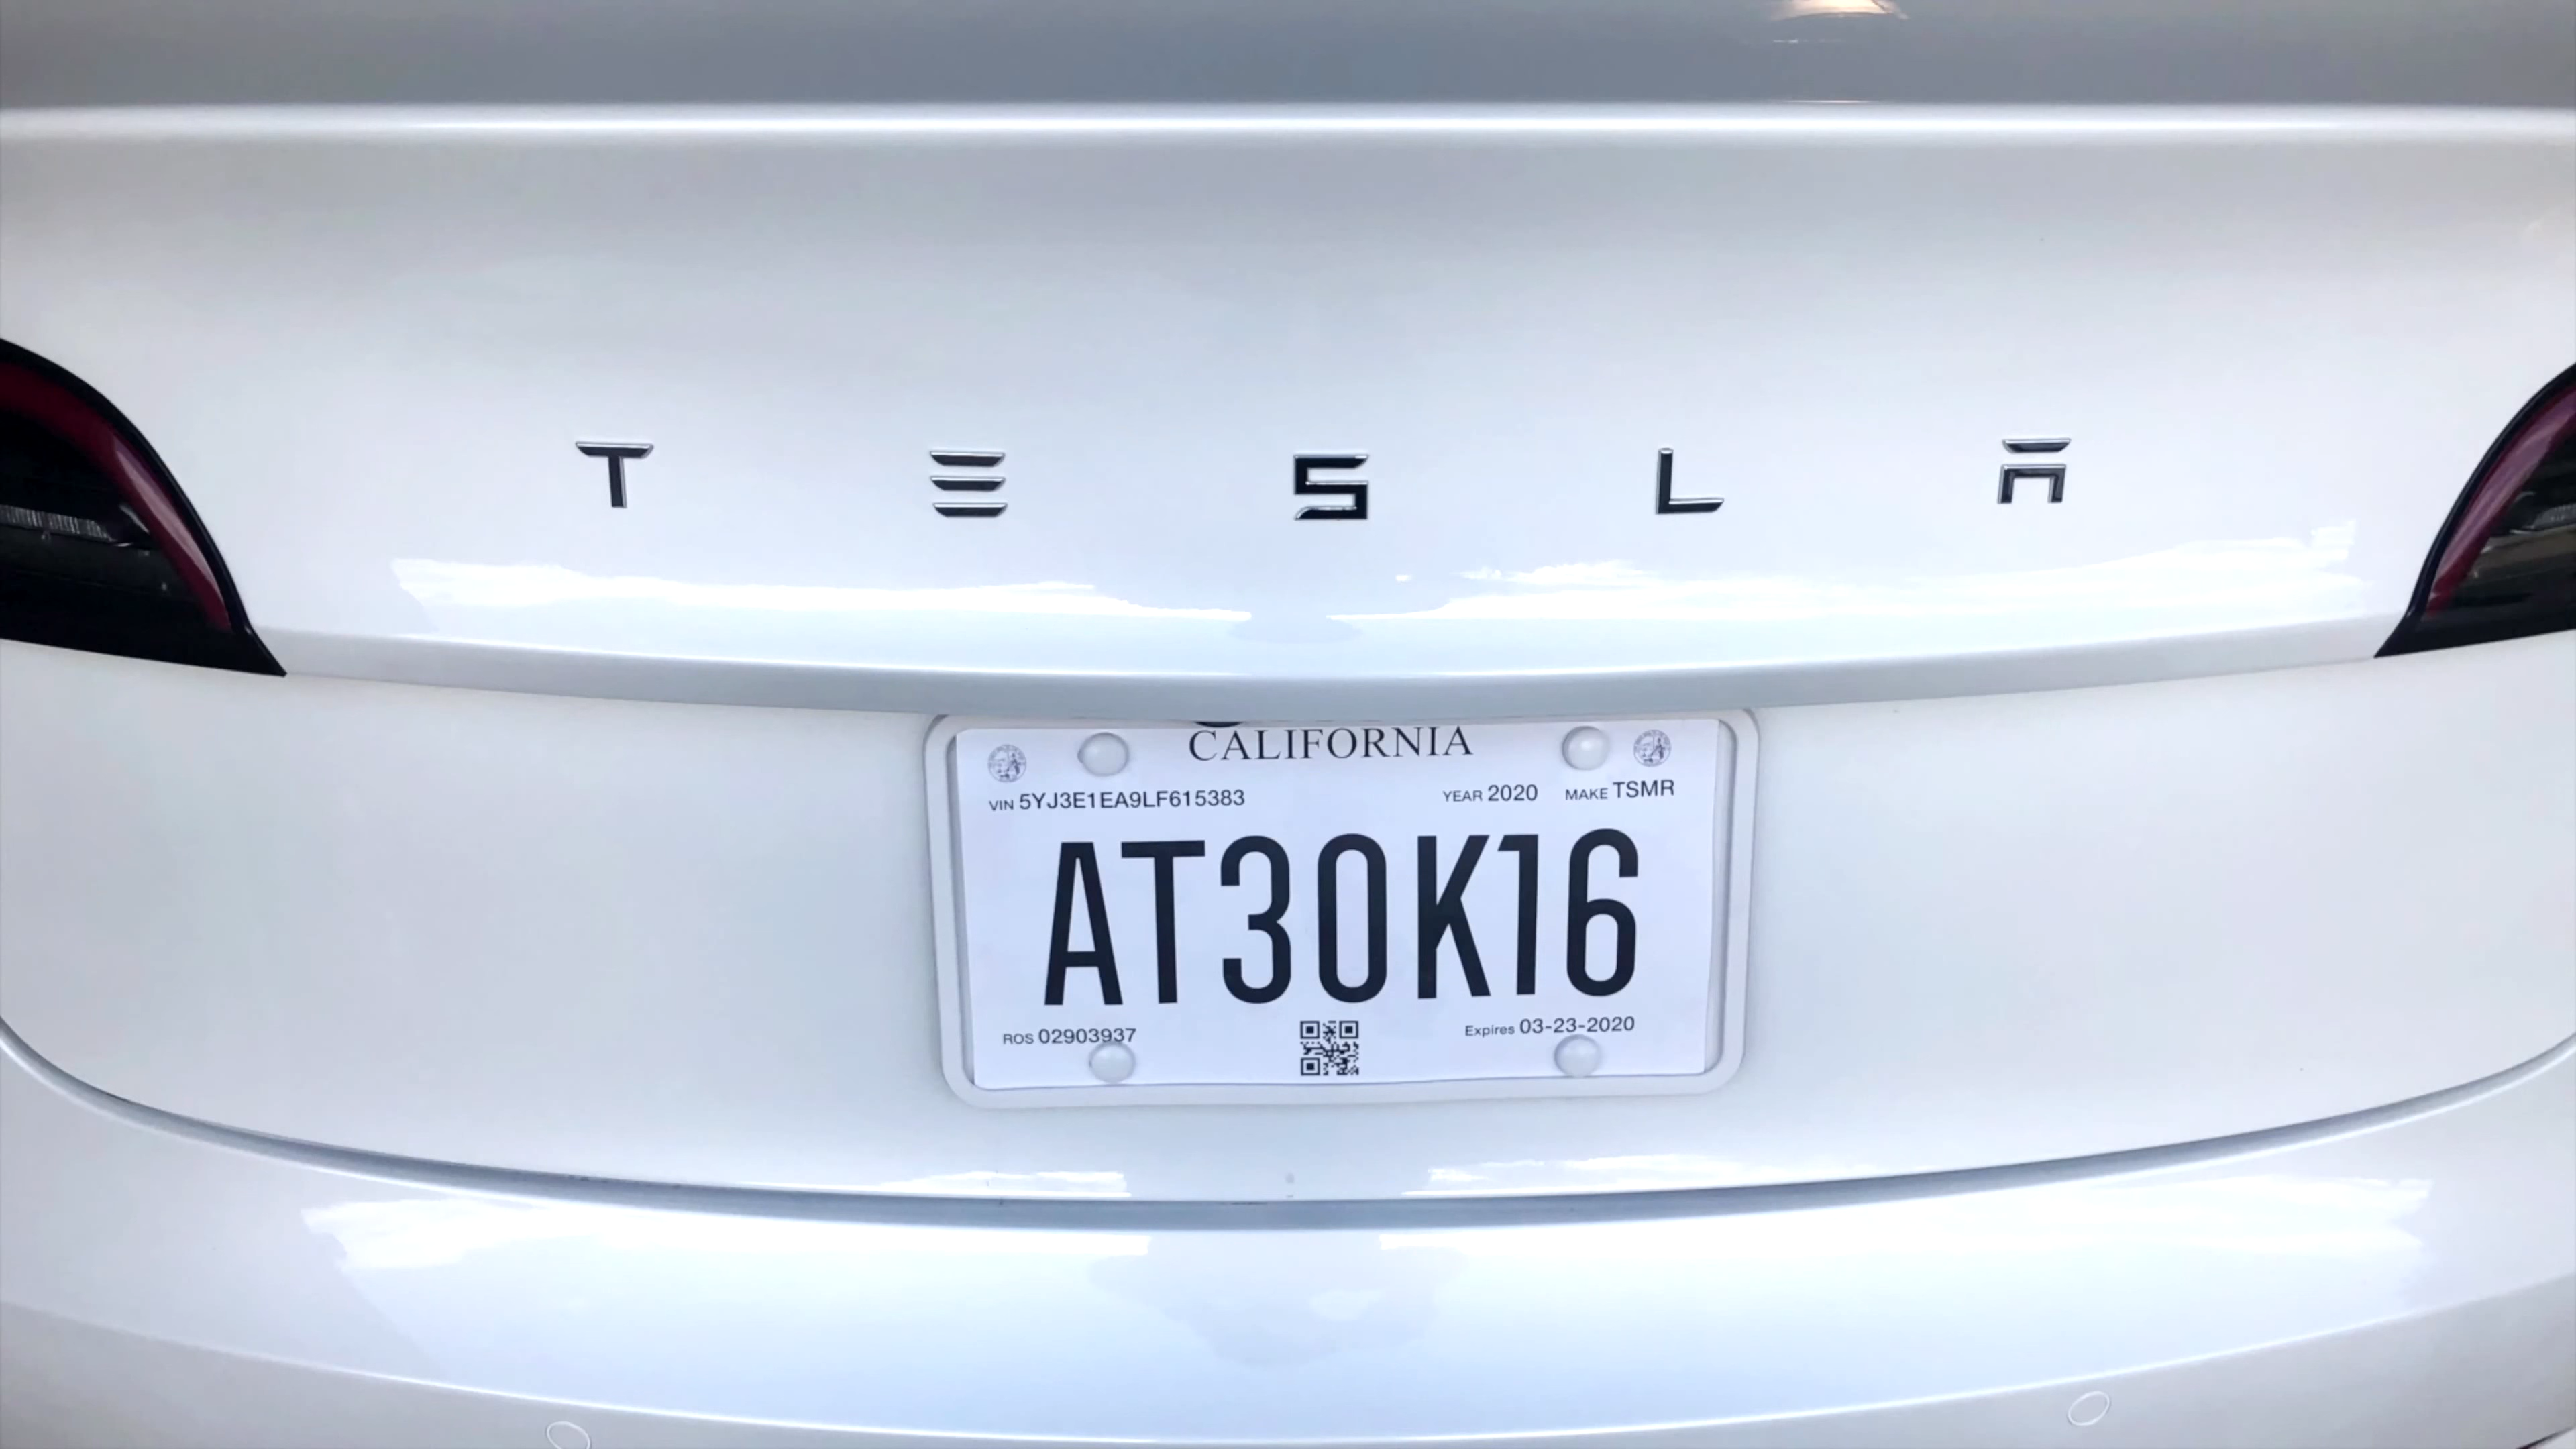 TESLA
CALIFORNIA
VIN 5YJ3E1EA9LF615383 YEAR 2020 MAKE TSMR
AT30K16
ROS 02903937 Expires 03-23-2020